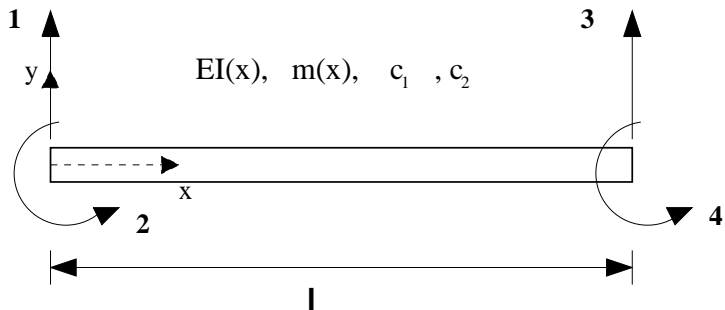 1
3
y
EI(x), m(x), c₁ , c₂
x
2
4
l